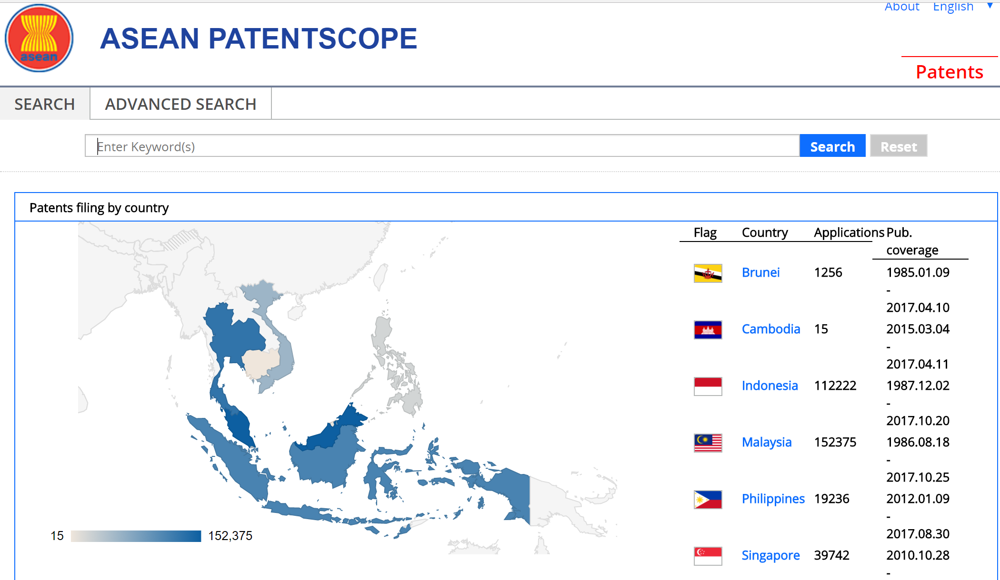 About English ▼
asean
ASEAN PATENTSCOPE
Patents
SEARCH ADVANCED SEARCH
Enter Keyword(s) Search Reset
Patents filing by country
Flag Country Applications Pub. coverage
Brunei 1256 1985.01.09
-
2017.04.10
Cambodia 15 2015.03.04
-
2017.04.11
Indonesia 112222 1987.12.02
-
2017.10.20
Malaysia 152375 1986.08.18
-
2017.10.25
Philippines 19236 2012.01.09
-
2017.08.30
Singapore 39742 2010.10.28
-
15 152,375